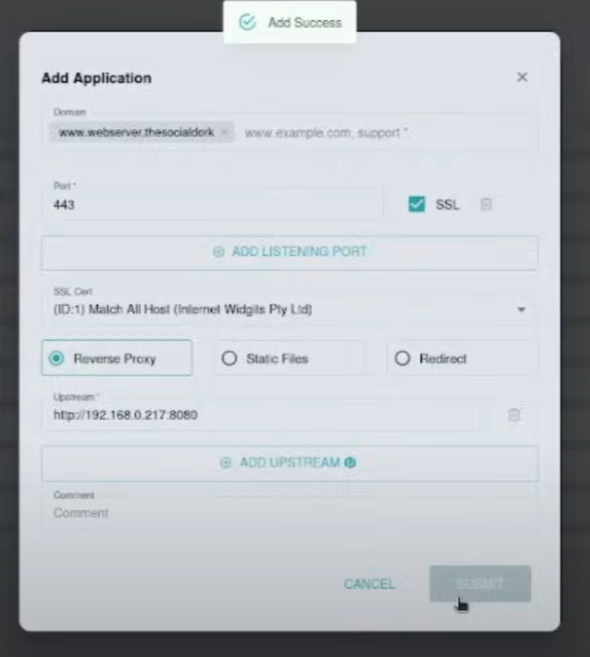 Add Success
Add Application
Domain
www.webserver.thesocialdork × www.example.com, support *
Port *
443
SSL
ADD LISTENING PORT
SSL Cert
(ID:1) Match All Host (Internet Widgits Pty Ltd)
Reverse Proxy Static Files Redirect
Upstream *
http://192.168.0.217:8080
ADD UPSTREAM
Comment
Comment
CANCEL SUBMIT